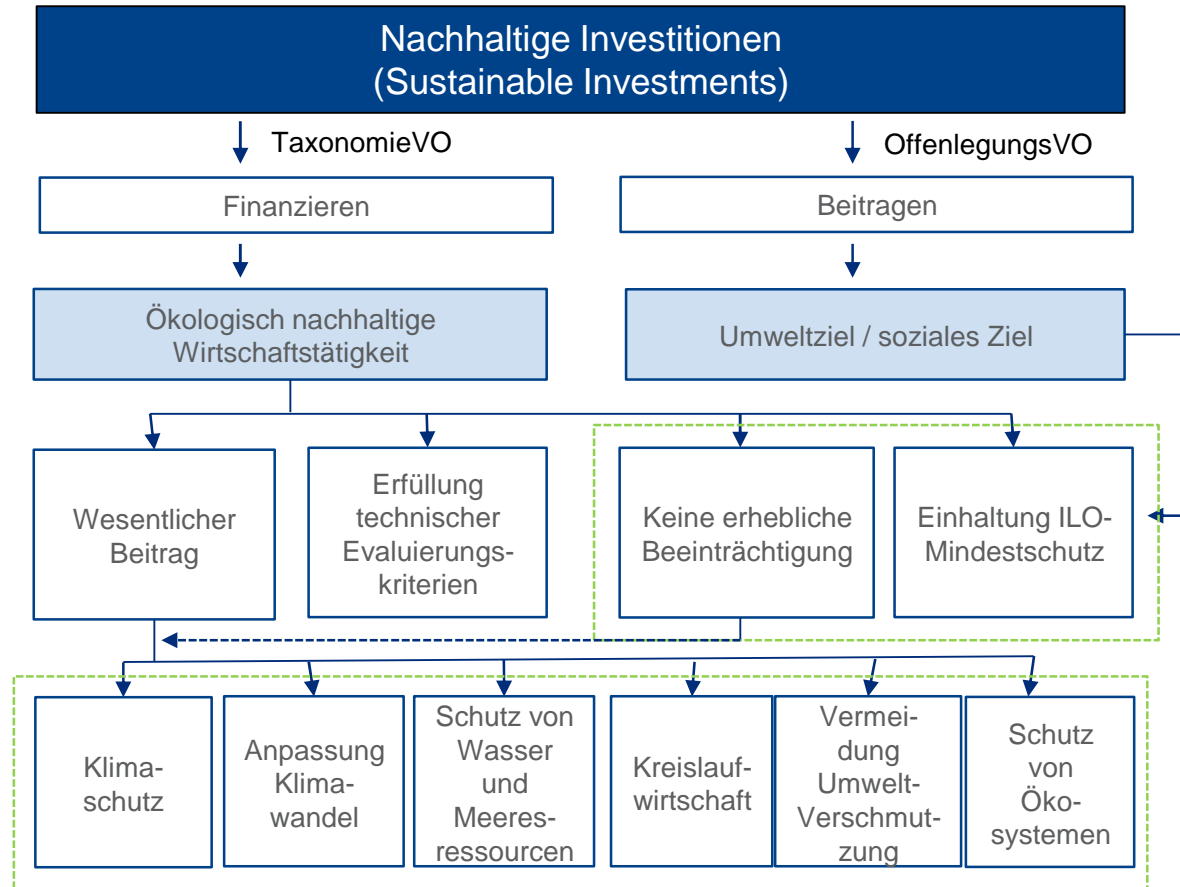 Nachhaltige Investitionen
(Sustainable Investments)
TaxonomieVO
OffenlegungsVO
Finanzieren
Beitragen
Ökologisch nachhaltige
Wirtschaftstätigkeit
Umweltziel / soziales Ziel
Wesentlicher
Beitrag
Erfüllung
technischer
Evaluierungs-
kriterien
Keine erhebliche
Beeinträchtigung
Einhaltung ILO-
Mindestschutz
Klima-
schutz
Anpassung
Klima-
wandel
Schutz von
Wasser
und
Meeres-
ressourcen
Kreislauf-
wirtschaft
Vermei-
dung
Umwelt-
Verschmut-
zung
Schutz
von
Öko-
systemen